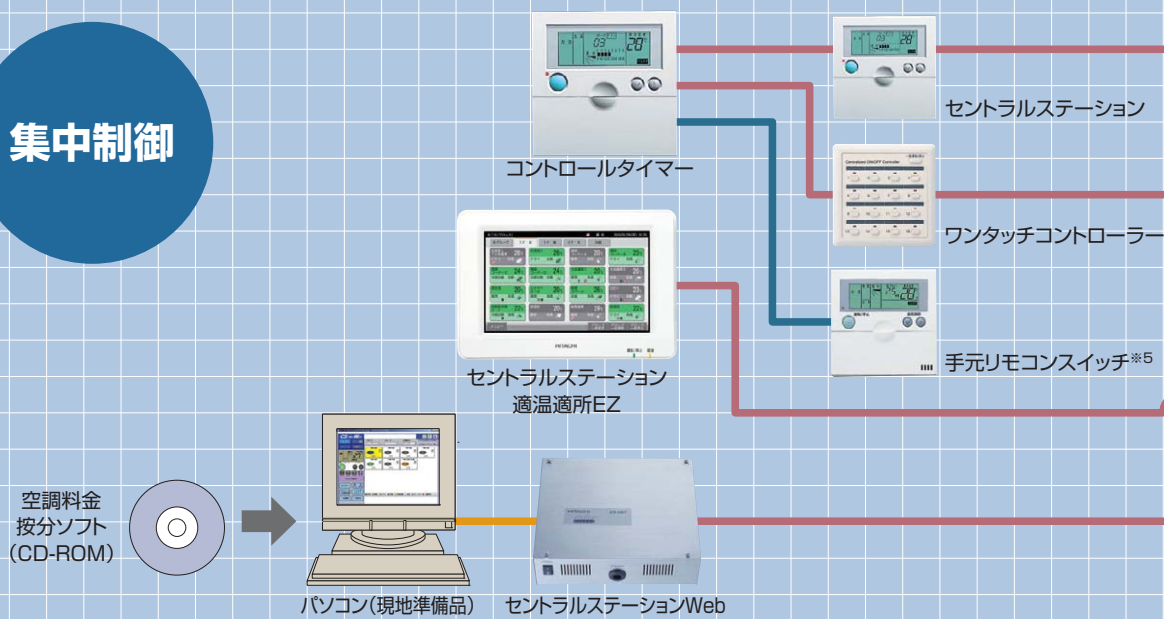 集中制御
コントロールタイマー
セントラルステーション
Centralized ON/OFF Controller
ワンタッチコントローラー
手元リモコンスイッチ※5
HITACHI
セントラルステーション
適温適所EZ
空調料金
按分ソフト
(CD-ROM)
パソコン(現地準備品)
セントラルステーションWeb